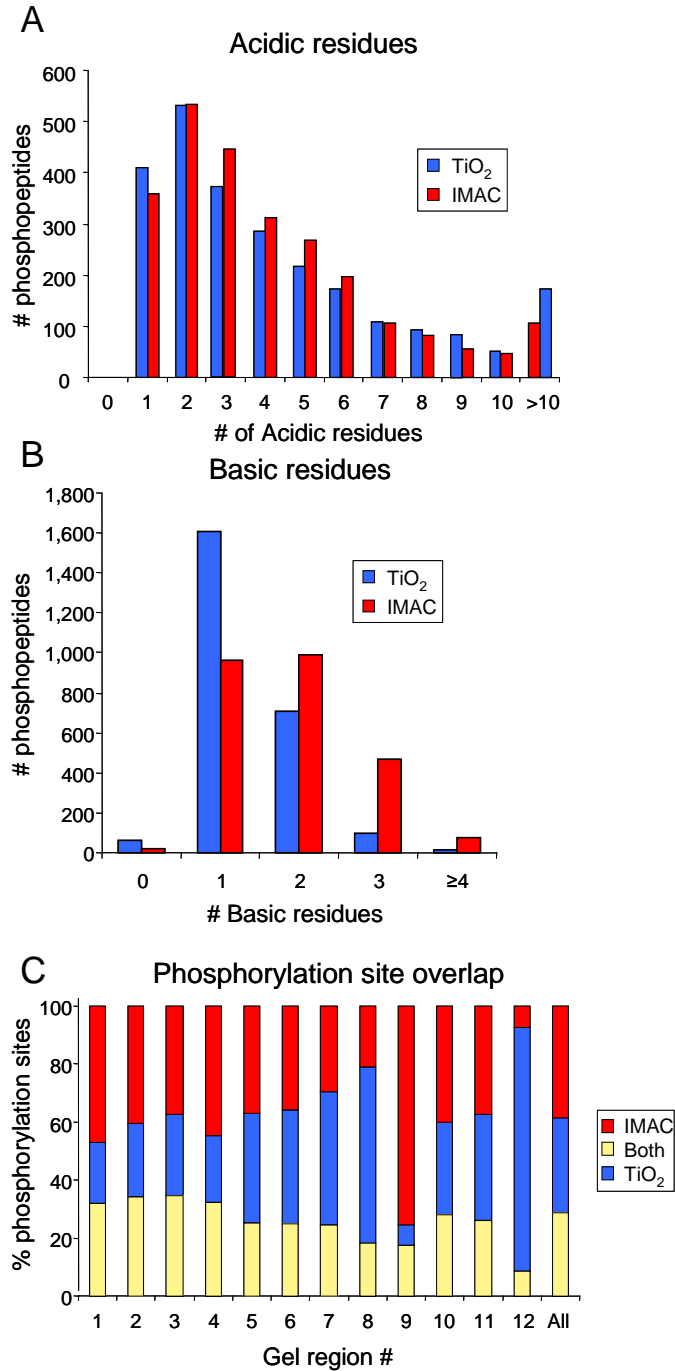 A
Acidic residues
600
500
400
300
200
100
0
# phosphopeptides
TiO2
IMAC
0 1 2 3 4 5 6 7 8 9 10 >10
# of Acidic residues
B
Basic residues
1,800
1,600
1,400
1,200
1,000
800
600
400
200
0
# phosphopeptides
TiO2
IMAC
0 1 2 3 ≥4
# Basic residues
C
Phosphorylation site overlap
100
80
60
40
20
0
% phosphorylation sites
IMAC
Both
TiO2
1 2 3 4 5 6 7 8 9 10 11 12 All
Gel region #